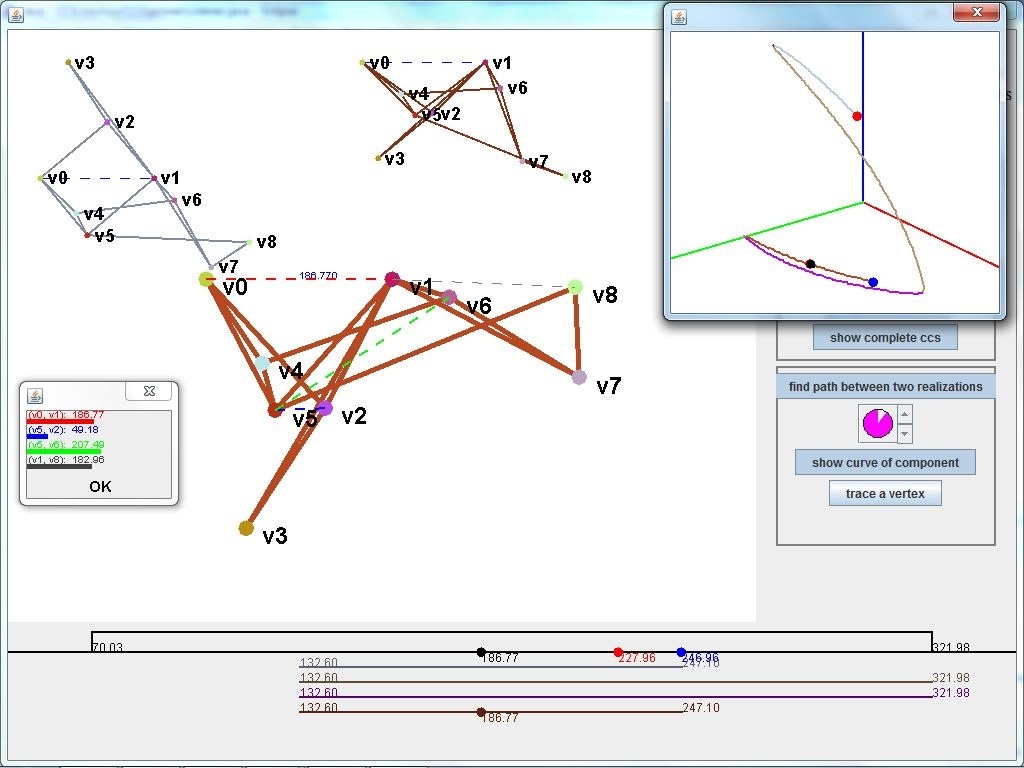 v3
v2
v0
v1
v4
v6
v5
v8
v7
v0
v1
v4
v6
v5
v2
v3
v7
v8
v0
186.770
v1
v6
v8
v4
v7
v5
v2
v3
(v0, v1): 186.77
(v5, v2): 49.18
(v5, v6): 207.49
(v1, v8): 182.96
OK
show complete ccs
find path between two realizations
show curve of component
trace a vertex
70.03
321.98
186.77
227.96
246.96
132.60
247.10
132.60
321.98
132.60
321.98
132.60
186.77
247.10